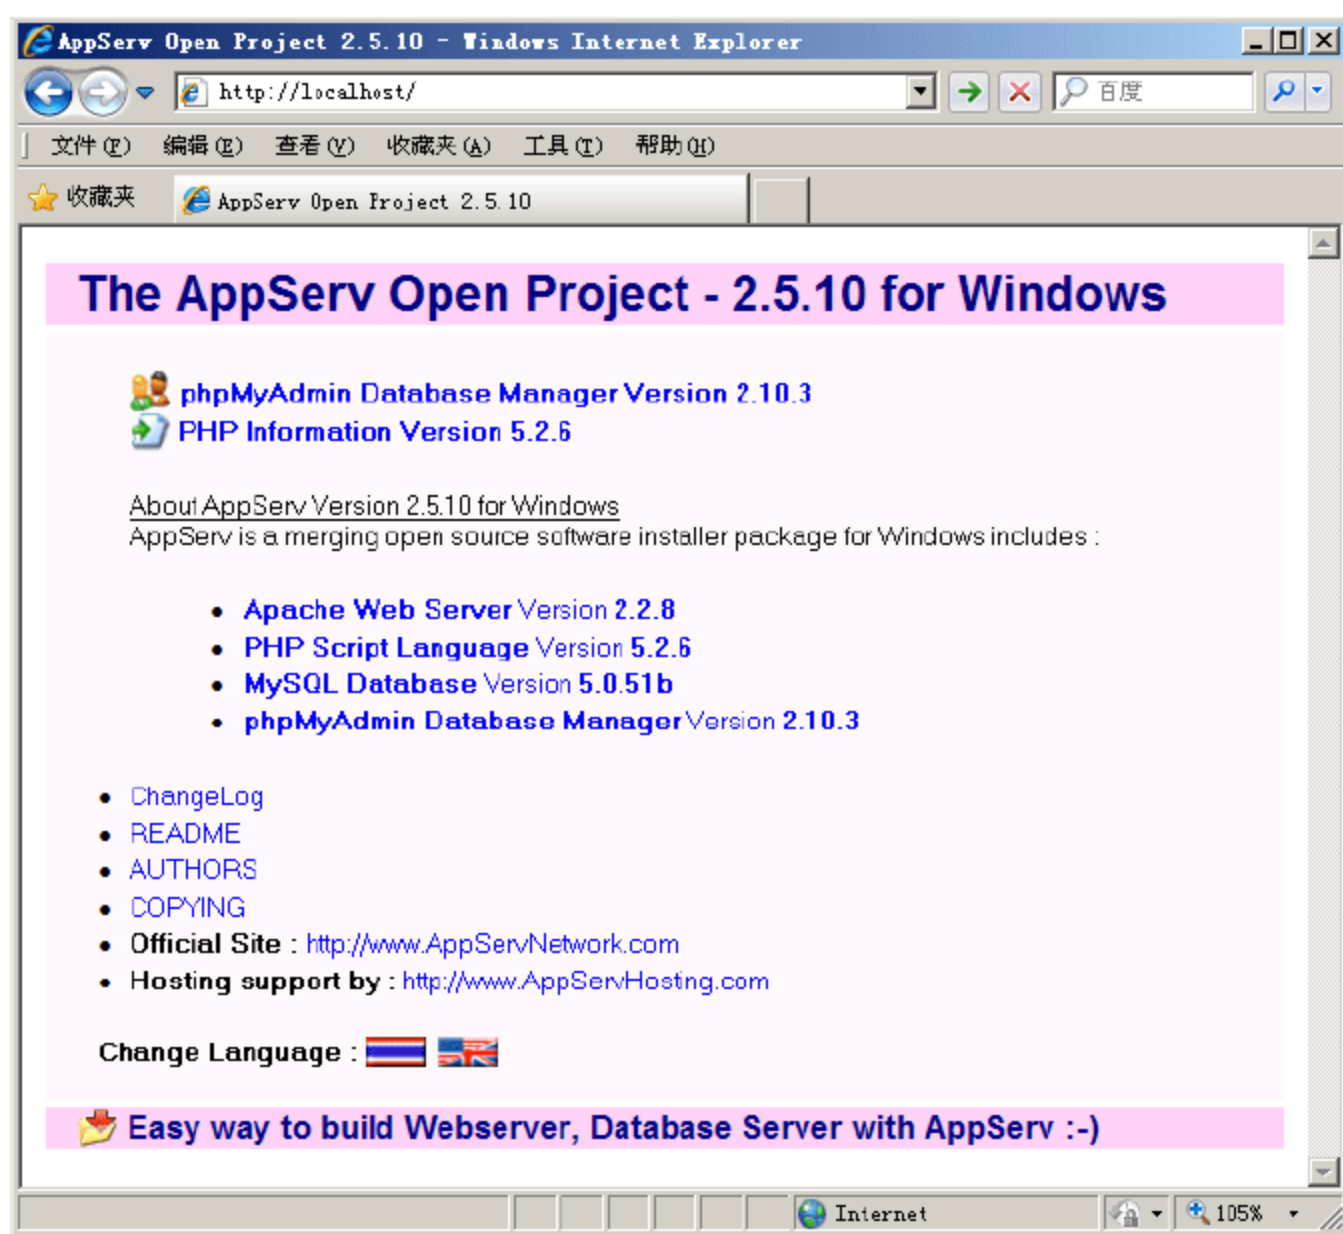 AppServ Open Project 2.5.10 - Windows Internet Explorer
http://localhost/
百度
文件(F) 编辑(E) 查看(V) 收藏夹(A) 工具(T) 帮助(H)
收藏夹 AppServ Open Project 2.5.10
The AppServ Open Project - 2.5.10 for Windows
phpMyAdmin Database Manager Version 2.10.3
PHP Information Version 5.2.6
About AppServ Version 2.5.10 for Windows
AppServ is a merging open source software installer package for Windows includes :
• Apache Web Server Version 2.2.8
• PHP Script Language Version 5.2.6
• MySQL Database Version 5.0.51b
• phpMyAdmin Database Manager Version 2.10.3
• ChangeLog
• README
• AUTHORS
• COPYING
• Official Site : http://www.AppServNetwork.com
• Hosting support by : http://www.AppServHosting.com
Change Language :
Easy way to build Webserver, Database Server with AppServ :-)
Internet 105%